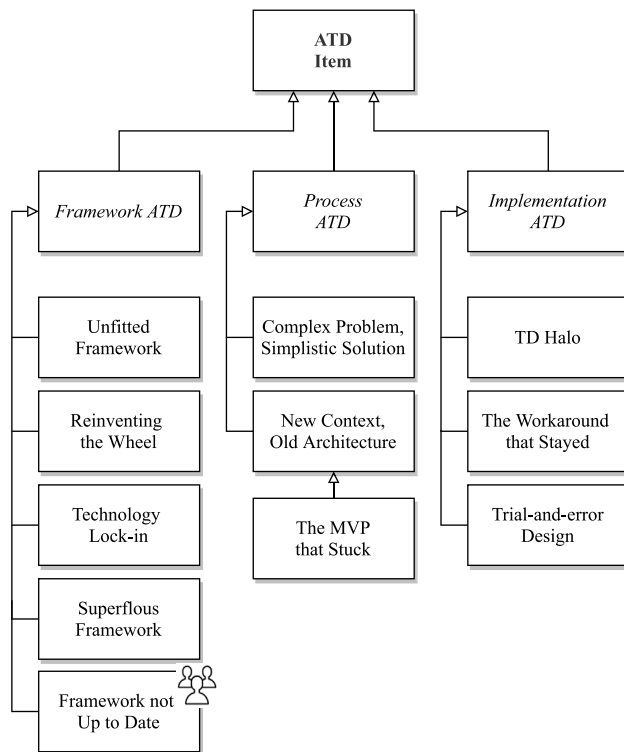 ATD
Item
Framework ATD
Process
ATD
Implementation
ATD
Unfitted
Framework
Complex Problem,
Simplistic Solution
TD Halo
Reinventing
the Wheel
New Context,
Old Architecture
The Workaround
that Stayed
Technology
Lock-in
The MVP
that Stuck
Trial-and-error
Design
Superflous
Framework
Framework not
Up to Date